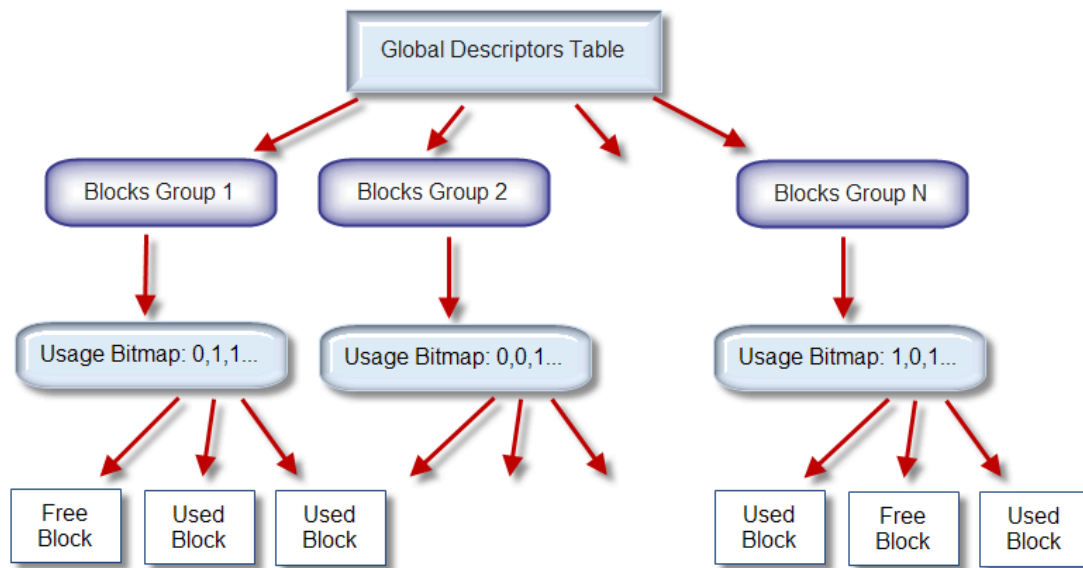 Global Descriptors Table
Blocks Group 1
Blocks Group 2
Blocks Group N
Usage Bitmap: 0,1,1...
Usage Bitmap: 0,0,1...
Usage Bitmap: 1,0,1...
Free
Block
Used
Block
Used
Block
Used
Block
Free
Block
Used
Block